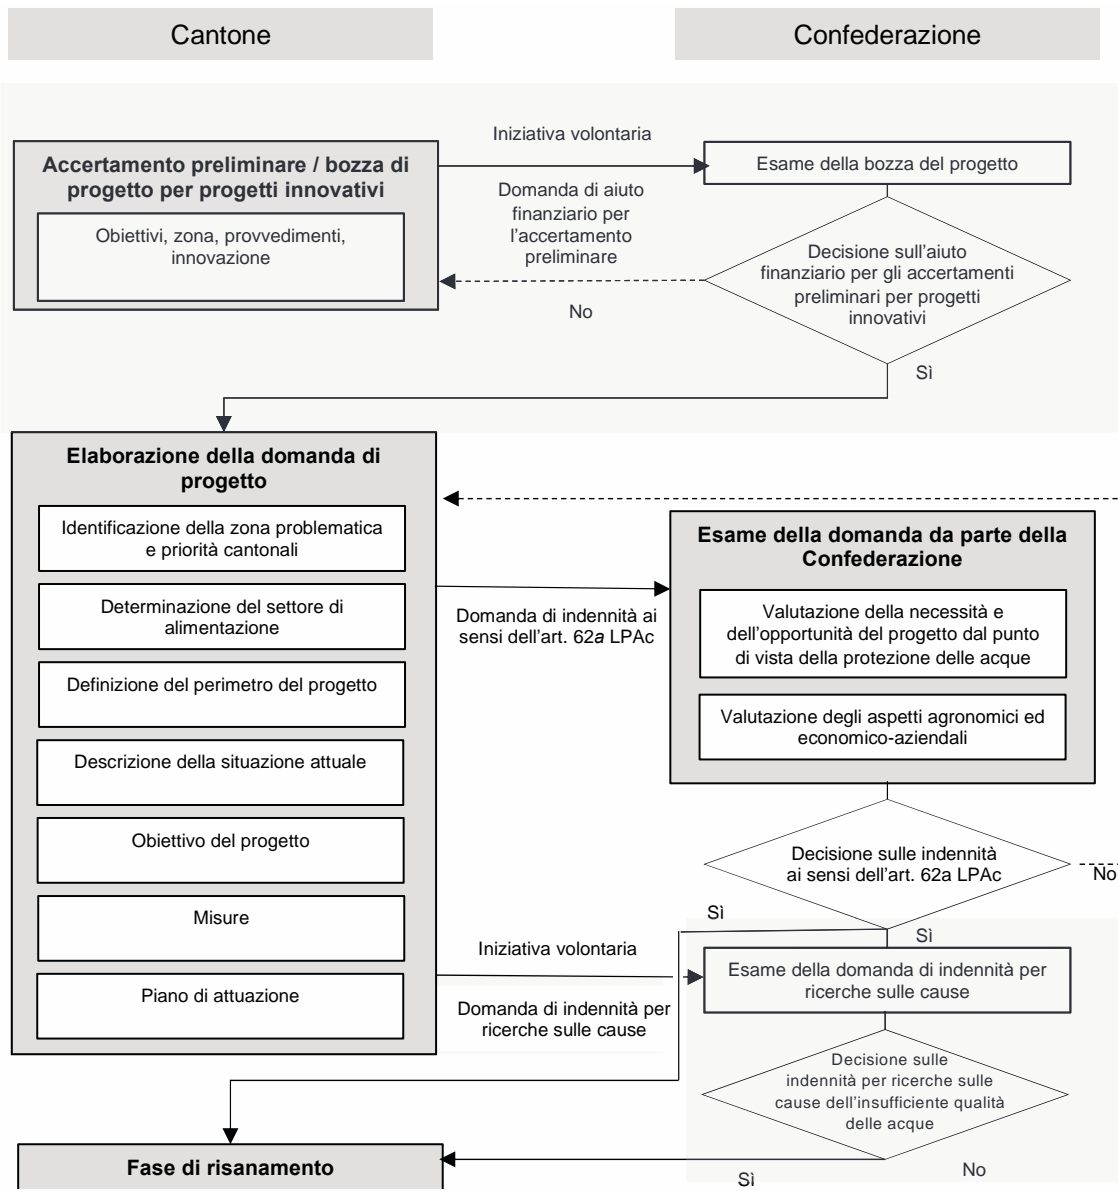 Cantone
Confederazione
Accertamento preliminare / bozza di
progetto per progetti innovativi
Obiettivi, zona, provvedimenti,
innovazione
Iniziativa volontaria
Domanda di aiuto
finanziario per
l'accertamento
preliminare
No
Esame della bozza del progetto
Decisione sull'aiuto
finanziario per gli accertamenti
preliminari per progetti
innovativi
Sì
Elaborazione della domanda di
progetto
Identificazione della zona problematica
e priorità cantonali
Determinazione del settore di
alimentazione
Definizione del perimetro del progetto
Descrizione della situazione attuale
Obiettivo del progetto
Misure
Piano di attuazione
Domanda di indennità ai
sensi dell'art. 62a LPAc
Esame della domanda da parte della
Confederazione
Valutazione della necessità e
dell'opportunità del progetto dal punto
di vista della protezione delle acque
Valutazione degli aspetti agronomici ed
economico-aziendali
Decisione sulle indennità
ai sensi dell'art. 62a LPAc
No
Sì
Sì
Iniziativa volontaria
Domanda di indennità per
ricerche sulle cause
Esame della domanda di indennità per
ricerche sulle cause
Decisione sulle
indennità per ricerche sulle
cause dell'insufficiente qualità
delle acque
Fase di risanamento
Sì
No